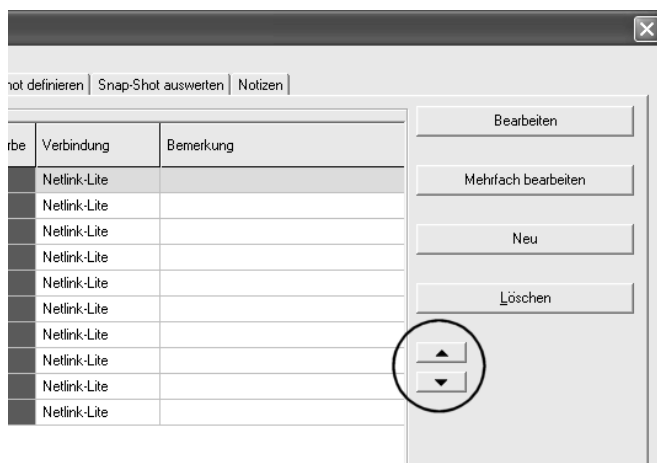 hot definieren Snap-Shot auswerten Notizen
rbe Verbindung Bemerkung
Netlink-Lite
Netlink-Lite
Netlink-Lite
Netlink-Lite
Netlink-Lite
Netlink-Lite
Netlink-Lite
Netlink-Lite
Netlink-Lite
Netlink-Lite
Bearbeiten
Mehrfach bearbeiten
Neu
Löschen